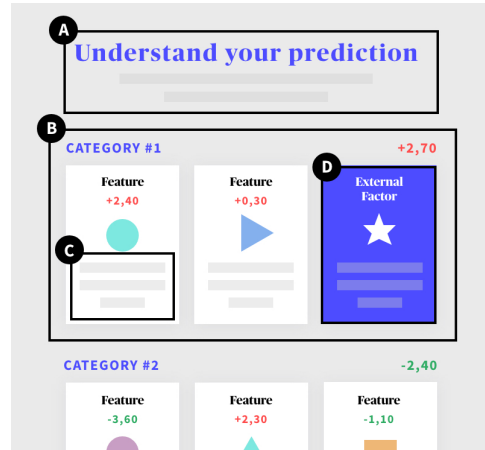 A
Understand your prediction
B
CATEGORY #1 +2,70
D
Feature Feature External
Factor
+2,40 +0,30
C
CATEGORY #2 -2,40
Feature Feature Feature
-3,60 +2,30 -1,10